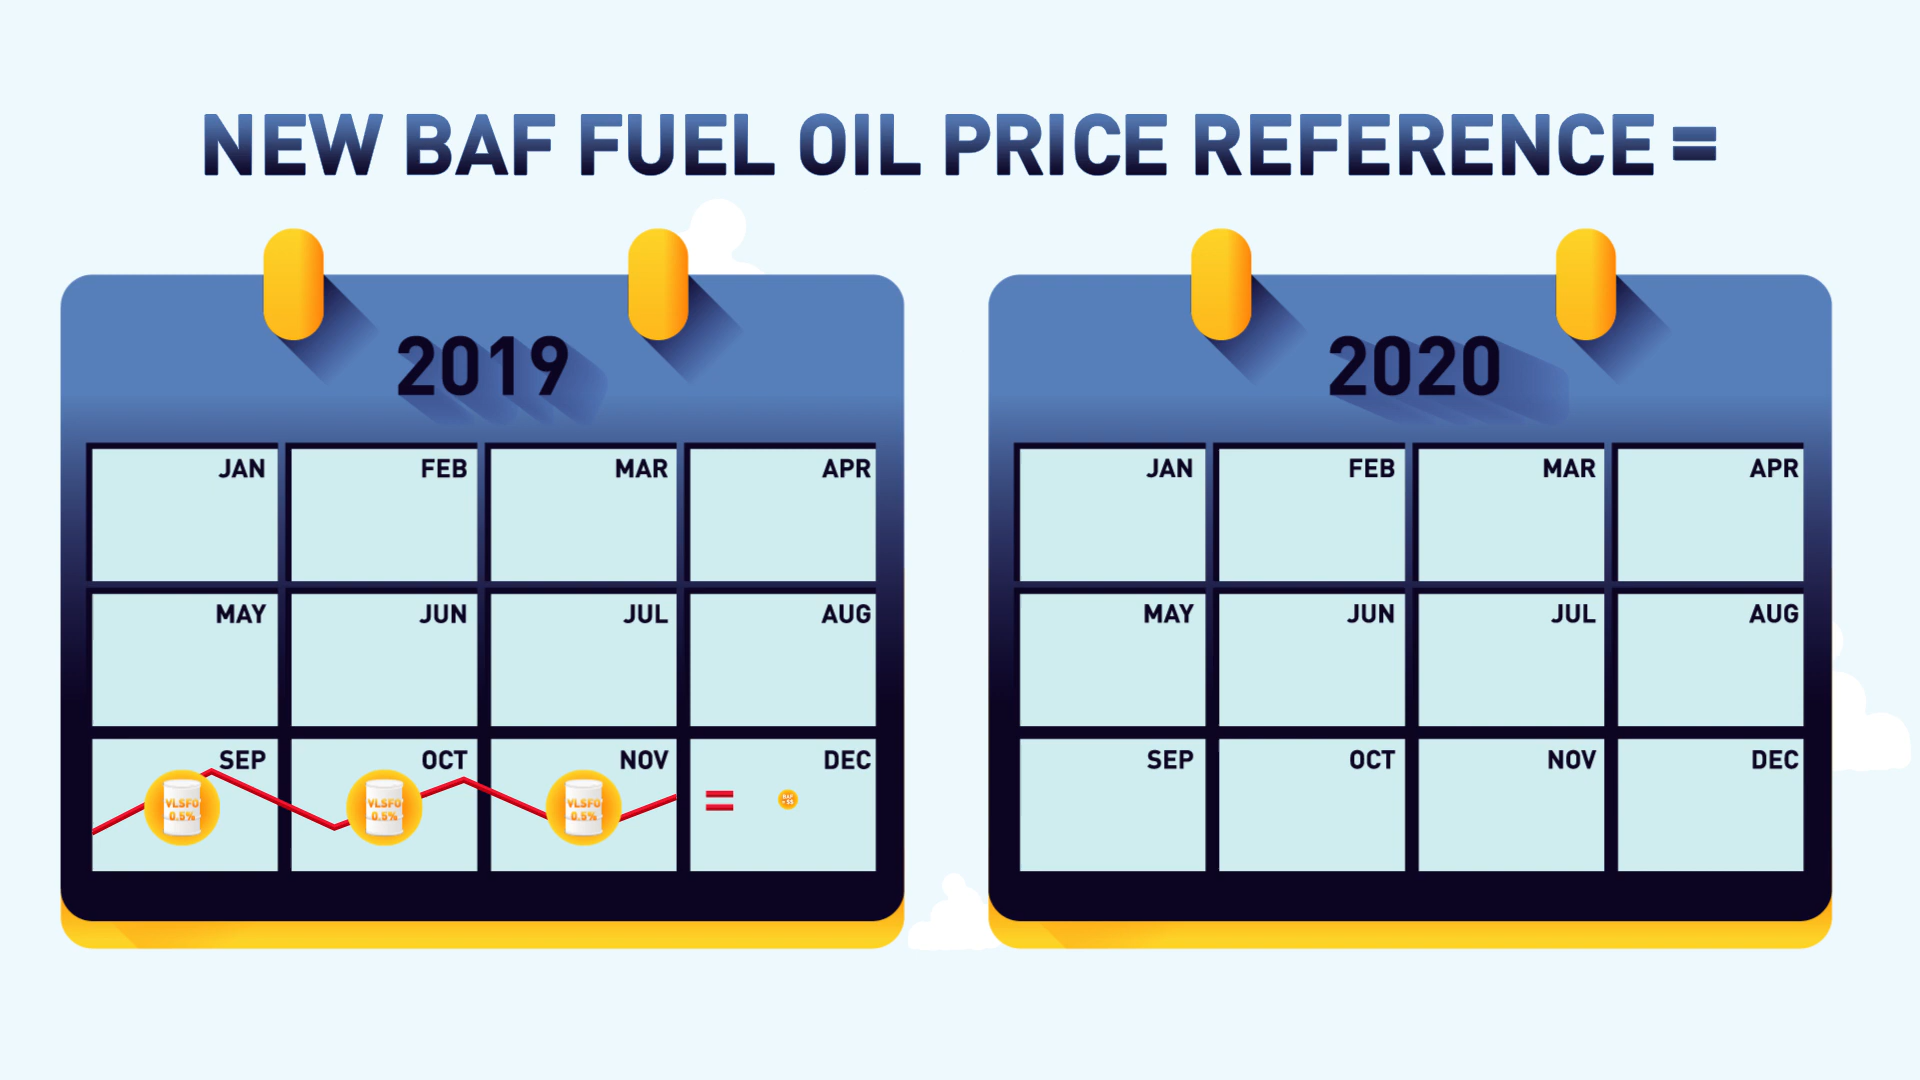 NEW BAF FUEL OIL PRICE REFERENCE =
2019
JAN FEB MAR APR
MAY JUN JUL AUG
SEP OCT NOV DEC
VLSFO 0.5%
VLSFO 0.5%
VLSFO 0.5%
=
BAF
= $$
2020
JAN FEB MAR APR
MAY JUN JUL AUG
SEP OCT NOV DEC